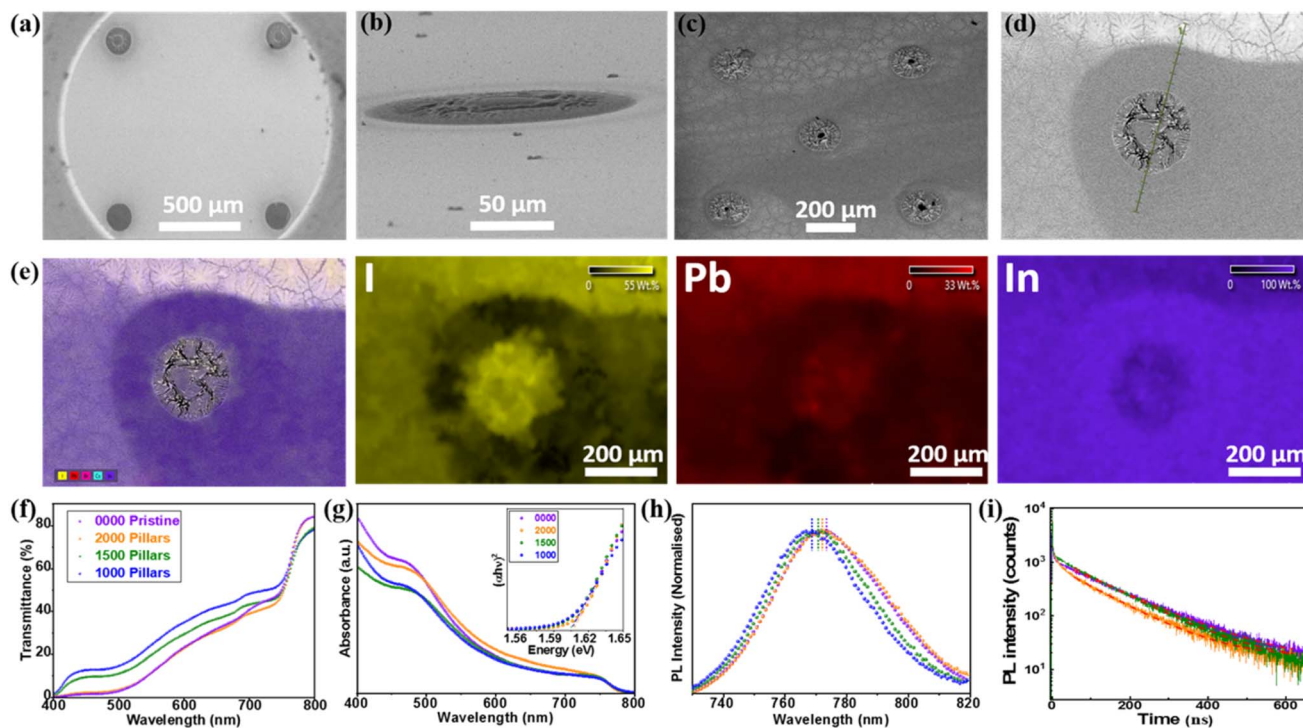 (a)
500 µm
(b)
50 µm
(c)
200 µm
(d)
(e)
I
0 55 Wt.%
200 µm
Pb
0 33 Wt.%
200 µm
In
0 100 Wt.%
200 µm
(f)
0000 Pristine
2000 Pillars
1500 Pillars
1000 Pillars
Transmittance (%)
80
60
40
20
0
400 500 600 700 800
Wavelength (nm)
(g)
0000
2000
1500
1000
(αhυ)²
1.56 1.59 1.62 1.65
Energy (eV)
Absorbance (a.u.)
400 500 600 700 800
Wavelength (nm)
(h)
PL Intensity (Normalised)
740 760 780 800 820
Wavelength (nm)
(i)
PL intensity (counts)
10⁴
10³
10²
10¹
0 200 400 600
Time (ns)